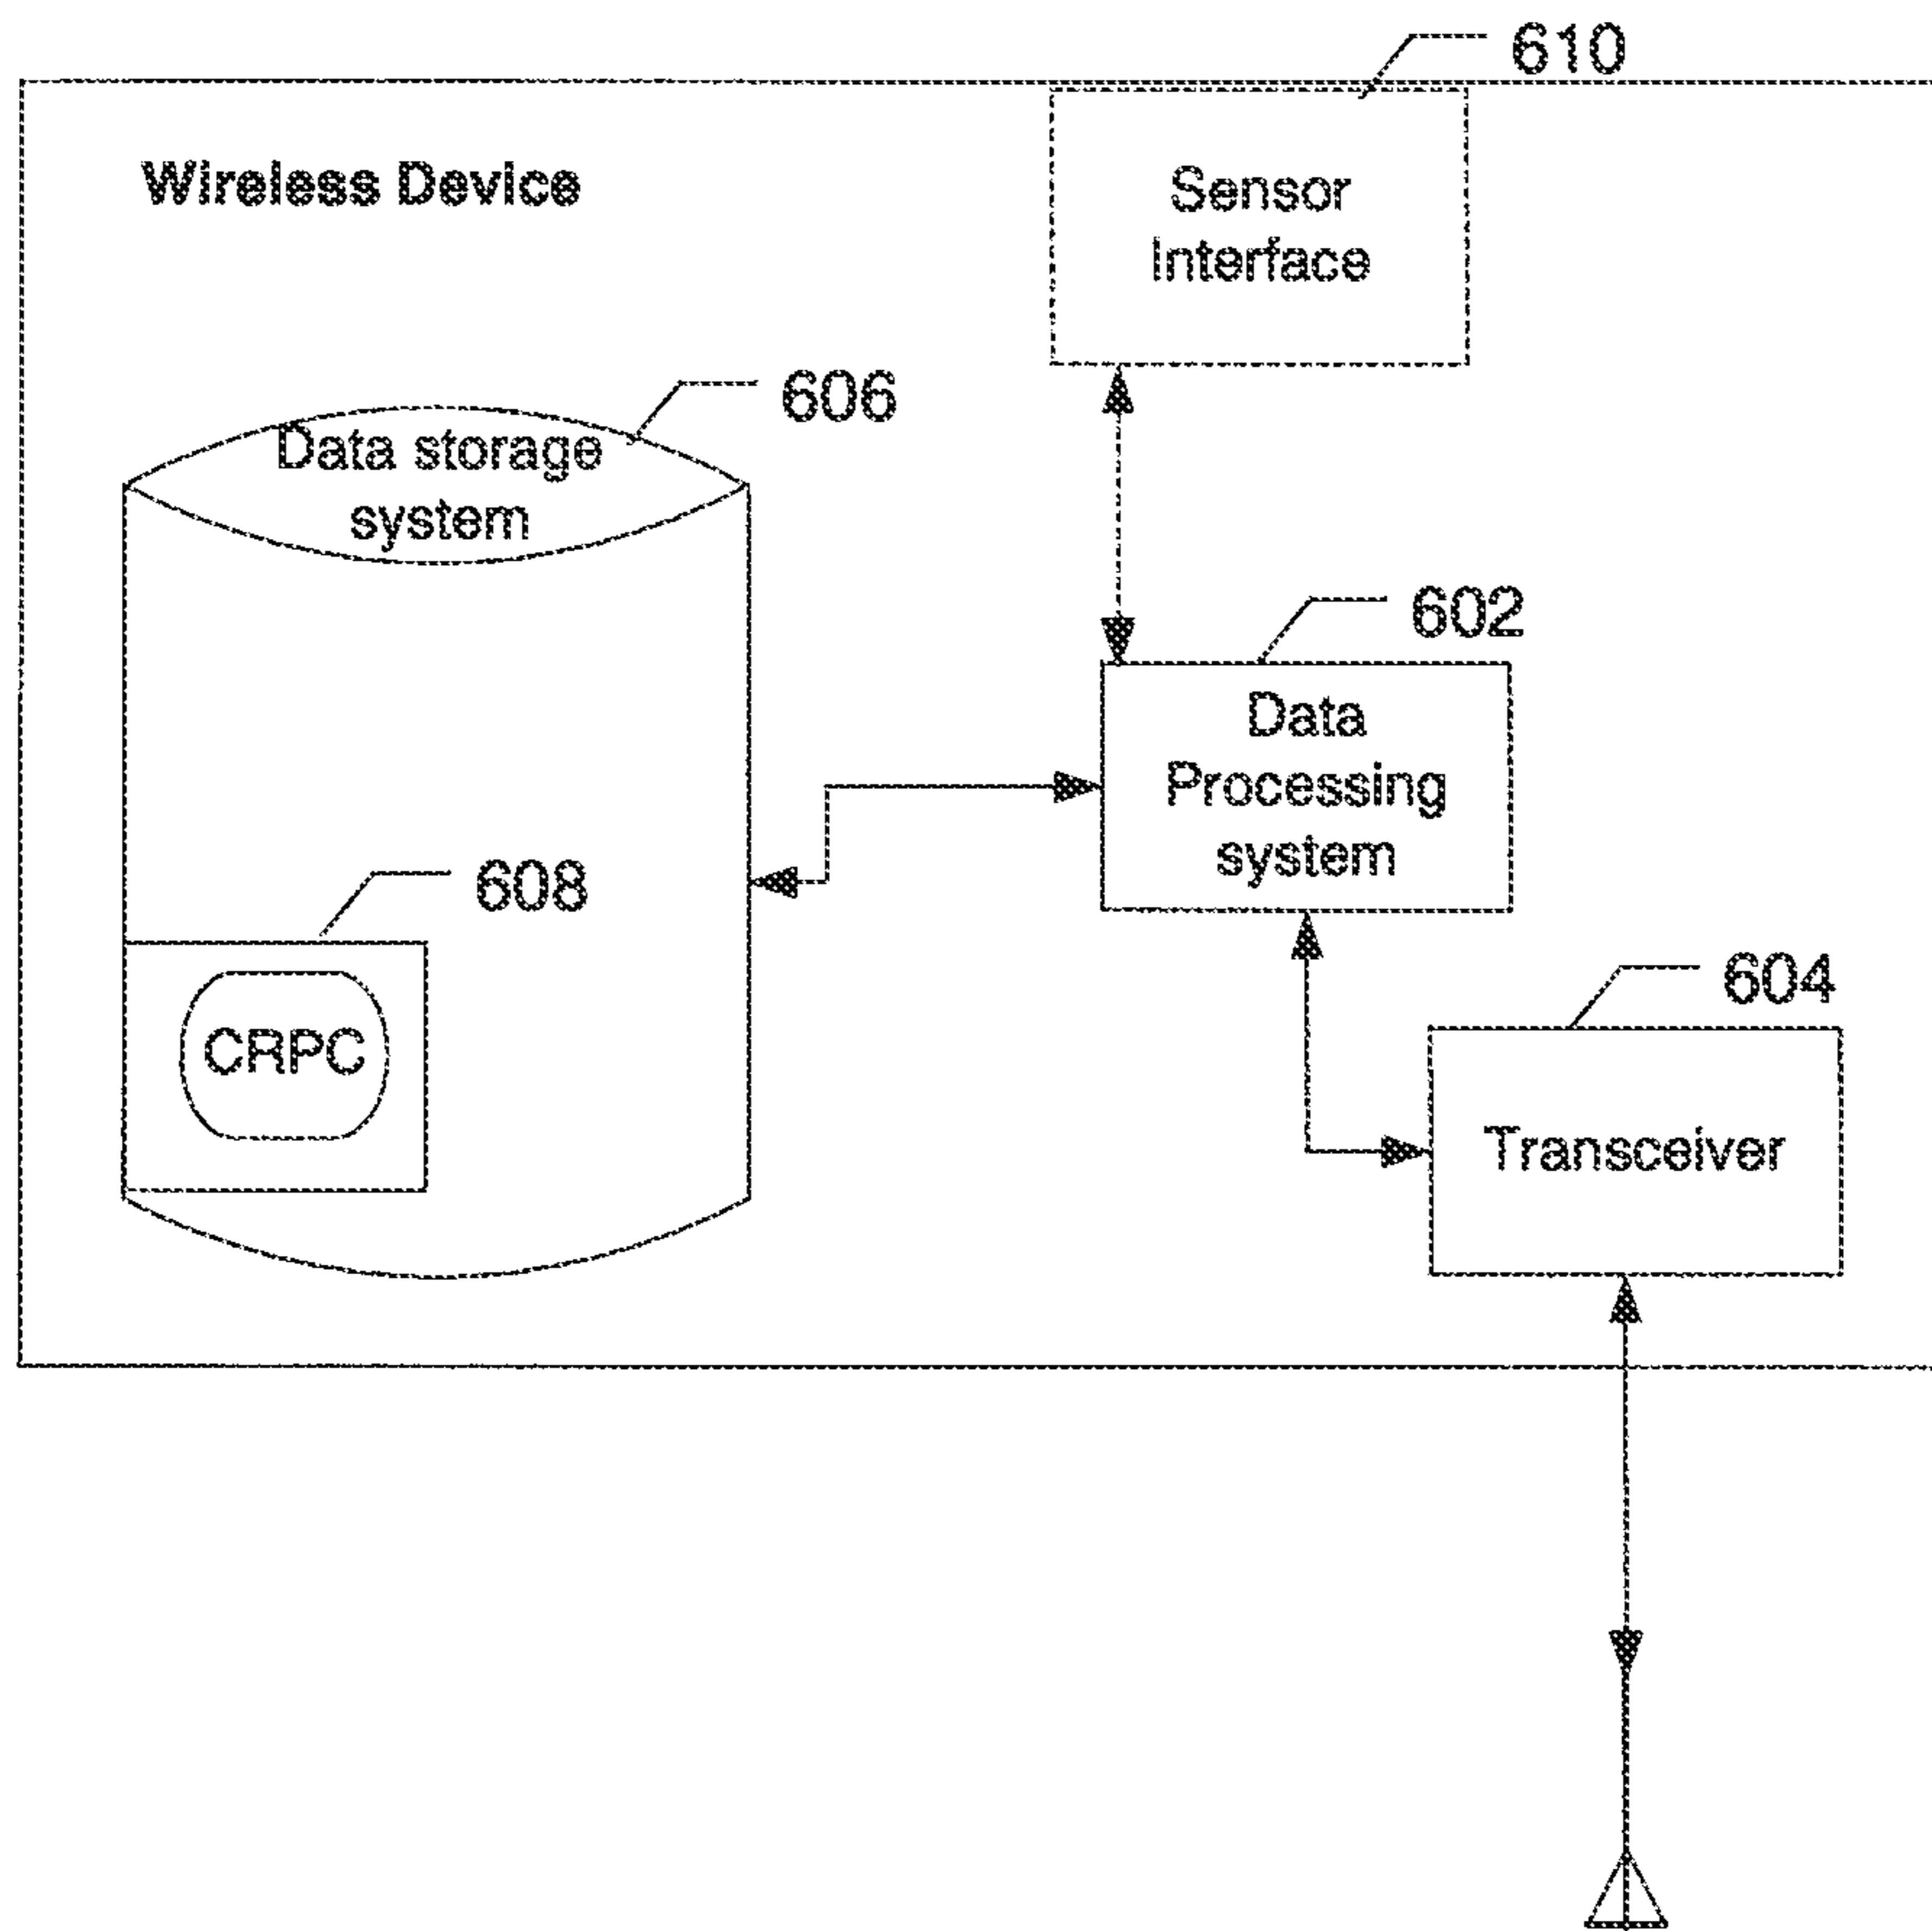 610
Wireless Device
Sensor
Interface
606
Data storage
system
602
Data
Processing
system
608
CRPC
604
Transceiver